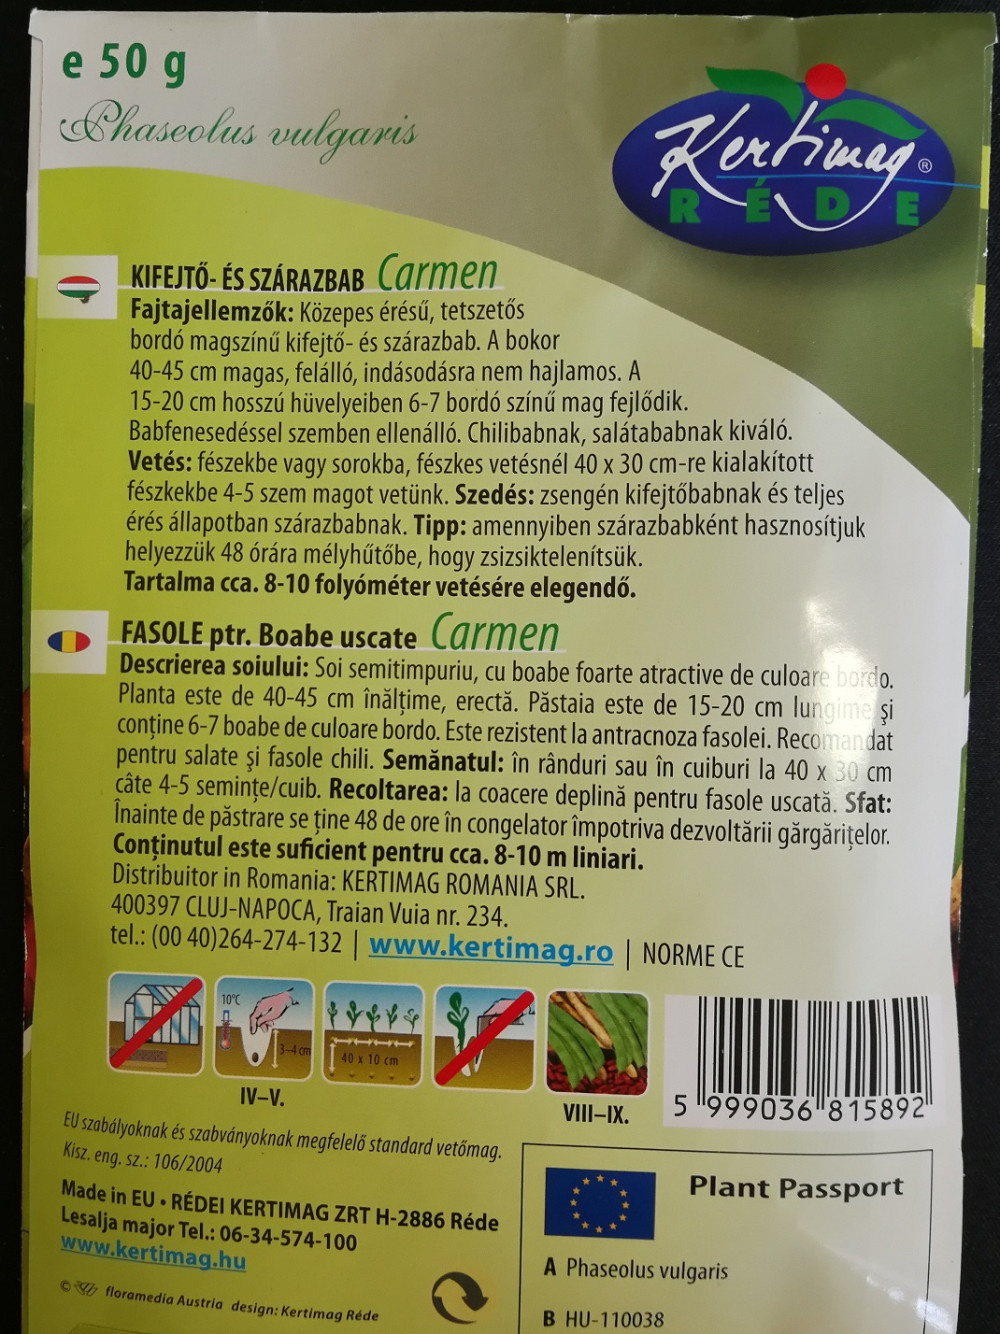 e 50 g
Phaseolus vulgaris
Kertimag®
RÉDE
KIFEJTŐ- ÉS SZÁRAZBAB Carmen
Fajtajellemzők: Közepes érésű, tetszetős
bordó magszínű kifejtő- és szárazbab. A bokor
40-45 cm magas, felálló, indásodásra nem hajlamos. A
15-20 cm hosszú hüvelyeiben 6-7 bordó színű mag fejlődik.
Babfenesedéssel szemben ellenálló. Chilibabnak, salátababnak kiváló.
Vetés: fészekbe vagy sorokba, fészkes vetésnél 40 x 30 cm-re kialakított
fészkekbe 4-5 szem magot vetünk. Szedés: zsengén kifejtőbabnak és teljes
érés állapotban szárazbabnak. Tipp: amennyiben szárazbabként hasznosítjuk
helyezzük 48 órára mélyhűtőbe, hogy zsizsiktelenítsük.
Tartalma cca. 8-10 folyóméter vetésére elegendő.
FASOLE ptr. Boabe uscate Carmen
Descrierea soiului: Soi semitimpuriu, cu boabe foarte atractive de culoare bordo.
Planta este de 40-45 cm înălțime, erectă. Păstaia este de 15-20 cm lungime și
conține 6-7 boabe de culoare bordo. Este rezistent la antracnoza fasolei. Recomandat
pentru salate și fasole chili. Semănatul: în rânduri sau în cuiburi la 40 x 30 cm
câte 4-5 semințe/cuib. Recoltarea: la coacere deplină pentru fasole uscată. Sfat:
Înainte de păstrare se ține 48 de ore în congelator împotriva dezvoltării gărgărițelor.
Conținutul este suficient pentru cca. 8-10 m liniari.
Distribuitor in Romania: KERTIMAG ROMANIA SRL.
400397 CLUJ-NAPOCA, Traian Vuia nr. 234.
tel.: (00 40)264-274-132 | www.kertimag.ro | NORME CE
10°C
3-4 cm
40 x 10 cm
IV–V.
VIII–IX.
5 999036 815892
EU szabályoknak és szabványoknak megfelelő standard vetőmag.
Kisz. eng. sz.: 106/2004
Made in EU • RÉDEI KERTIMAG ZRT H-2886 Réde
Lesalja major Tel.: 06-34-574-100
www.kertimag.hu
© floramedia Austria design: Kertimag Réde
Plant Passport
A Phaseolus vulgaris
B HU-110038